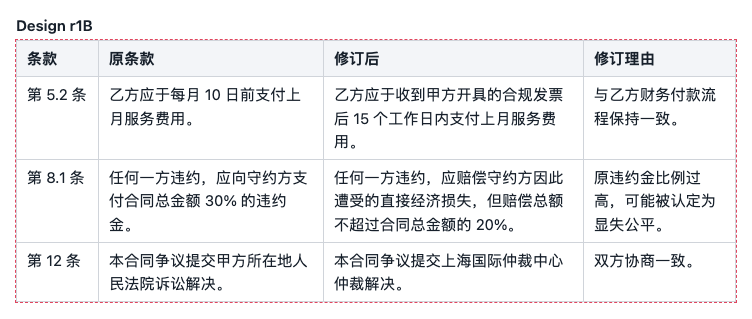 Design r1B
条款 原条款 修订后 修订理由
第 5.2 条 乙方应于每月 10 日前支付上 乙方应于收到甲方开具的合规发票 与乙方财务付款流
月服务费用。 后 15 个工作日内支付上月服务费 程保持一致。
用。
第 8.1 条 任何一方违约，应向守约方支 任何一方违约，应赔偿守约方因此 原违约金比例过
付合同总金额 30% 的违约 遭受的直接经济损失，但赔偿总额 高，可能被认定为
金。 不超过合同总金额的 20%。 显失公平。
第 12 条 本合同争议提交甲方所在地人 本合同争议提交上海国际仲裁中心 双方协商一致。
民法院诉讼解决。 仲裁解决。